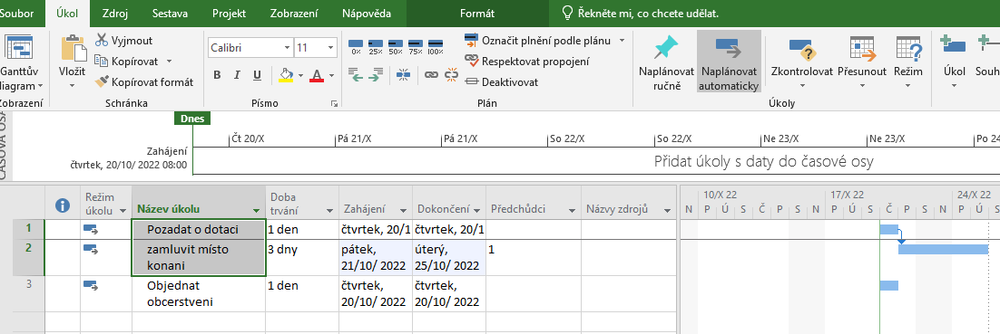 Soubor Úkol Zdroj Sestava Projekt Zobrazení Nápověda Formát Řekněte mi, co chcete udělat.
Ganttův diagram
Zobrazení
Vložit
Vyjmout
Kopírovat
Kopírovat formát
Schránka
Calibri 11
B I U A
Písmo
0% 25% 50% 75% 100%
Označit plnění podle plánu
Respektovat propojení
Deaktivovat
Plán
Naplánovat ručně
Naplánovat automaticky
Zkontrolovat
Přesunout
Režim
Úkoly
Úkol
Souh
ČASOVÁ OSA
Dnes
Čt 20/X Pá 21/X Pá 21/X So 22/X So 22/X Ne 23/X Ne 23/X Po 24
Zahájení
čtvrtek, 20/10/ 2022 08:00
Přidat úkoly s daty do časové osy
Režim úkolu Název úkolu Doba trvání Zahájení Dokončení Předchůdci Názvy zdrojů
10/X 22 17/X 22 24/X 22
N P Ú S Č P S N P Ú S Č P S N P Ú S
1 Pozadat o dotaci 1 den čtvrtek, 20/1 čtvrtek, 20/1
2 zamluvit místo konani 3 dny pátek, 21/10/ 2022 úterý, 25/10/ 2022 1
3 Objednat obcerstveni 1 den čtvrtek, 20/10/ 2022 čtvrtek, 20/10/ 2022